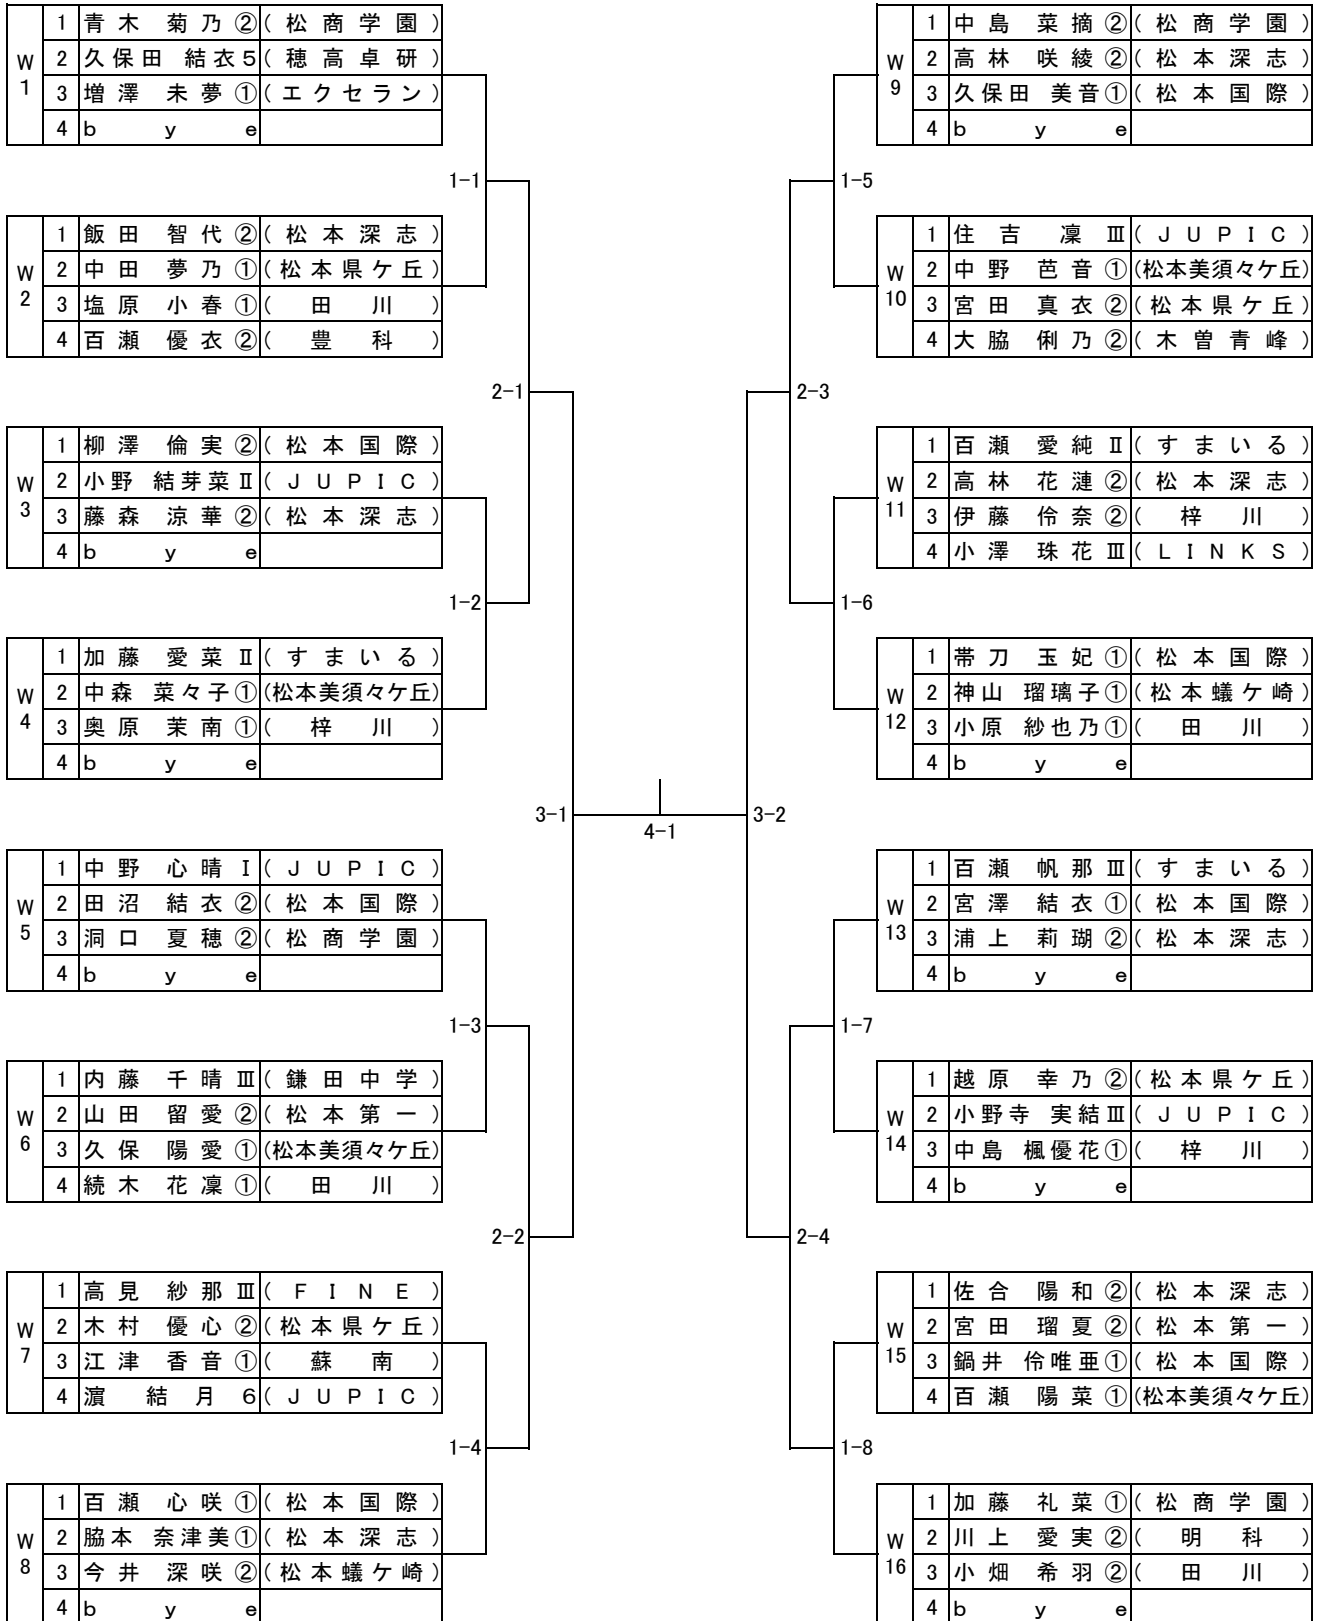 W1
1 青木 菊乃② (松商学園)
2 久保田 結衣5 (穂高卓研)
3 増澤 未夢① (エクセラン)
4 bye
1-1
W2
1 飯田 智代② (松本深志)
2 中田 夢乃① (松本県ケ丘)
3 塩原 小春① (田川)
4 百瀬 優衣② (豊科)
2-1
W3
1 柳澤 倫実② (松本国際)
2 小野 結芽菜Ⅱ (JUPIC)
3 藤森 涼華② (松本深志)
4 bye
1-2
W4
1 加藤 愛菜Ⅱ (すまいる)
2 中森 菜々子① (松本美須々ケ丘)
3 奥原 茉南① (梓川)
4 bye
3-1
W5
1 中野 心晴Ⅰ (JUPIC)
2 田沼 結衣② (松本国際)
3 洞口 夏穂② (松商学園)
4 bye
1-3
W6
1 内藤 千晴Ⅲ (鎌田中学)
2 山田 留愛② (松本第一)
3 久保 陽愛① (松本美須々ケ丘)
4 続木 花凜① (田川)
2-2
W7
1 高見 紗那Ⅲ (FINE)
2 木村 優心② (松本県ケ丘)
3 江津 香音① (蘇南)
4 濵 結月6 (JUPIC)
1-4
W8
1 百瀬 心咲① (松本国際)
2 脇本 奈津美① (松本深志)
3 今井 深咲② (松本蟻ケ崎)
4 bye
4-1
W9
1 中島 菜摘② (松商学園)
2 高林 咲綾② (松本深志)
3 久保田 美音① (松本国際)
4 bye
1-5
W10
1 住吉 凜Ⅲ (JUPIC)
2 中野 芭音① (松本美須々ケ丘)
3 宮田 真衣② (松本県ケ丘)
4 大脇 俐乃② (木曽青峰)
2-3
W11
1 百瀬 愛純Ⅱ (すまいる)
2 高林 花漣② (松本深志)
3 伊藤 伶奈② (梓川)
4 小澤 珠花Ⅲ (LINKS)
1-6
W12
1 帯刀 玉妃① (松本国際)
2 神山 瑠璃子① (松本蟻ケ崎)
3 小原 紗也乃① (田川)
4 bye
3-2
W13
1 百瀬 帆那Ⅲ (すまいる)
2 宮澤 結衣① (松本国際)
3 浦上 莉瑚② (松本深志)
4 bye
1-7
W14
1 越原 幸乃② (松本県ケ丘)
2 小野寺 実結Ⅲ (JUPIC)
3 中島 楓優花① (梓川)
4 bye
2-4
W15
1 佐合 陽和② (松本深志)
2 宮田 瑠夏② (松本第一)
3 鍋井 伶唯亜① (松本国際)
4 百瀬 陽菜① (松本美須々ケ丘)
1-8
W16
1 加藤 礼菜① (松商学園)
2 川上 愛実② (明科)
3 小畑 希羽② (田川)
4 bye